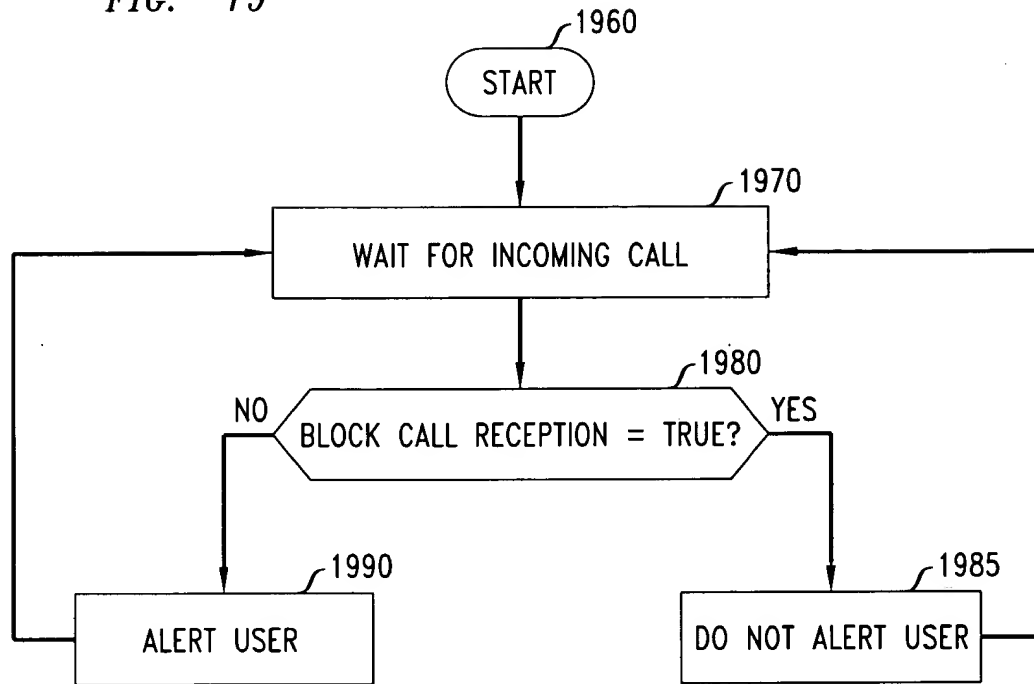 FIG. 19
1960
START
1970
WAIT FOR INCOMING CALL
1980
NO
BLOCK CALL RECEPTION = TRUE?
YES
1990
ALERT USER
1985
DO NOT ALERT USER